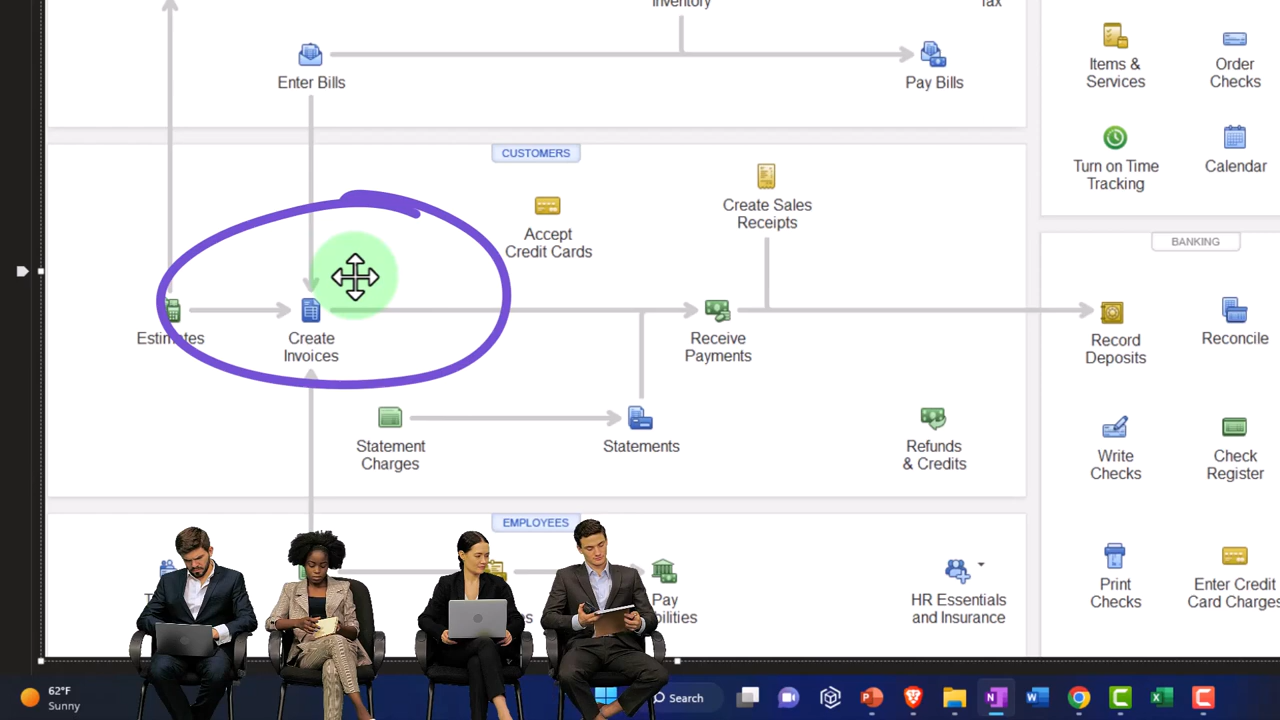 Inventory
Tax
Enter Bills
Pay Bills
Items &
Services
Order
Checks
Turn on Time
Tracking
Calendar
CUSTOMERS
Accept
Credit Cards
Create Sales
Receipts
Estimates
Create
Invoices
Receive
Payments
Statement
Charges
Statements
Refunds
& Credits
BANKING
Record
Deposits
Reconcile
Write
Checks
Check
Register
Print
Checks
Enter Credit
Card Charges
EMPLOYEES
Pay
HR Essentials
and Insurance
62°F
Sunny
Search